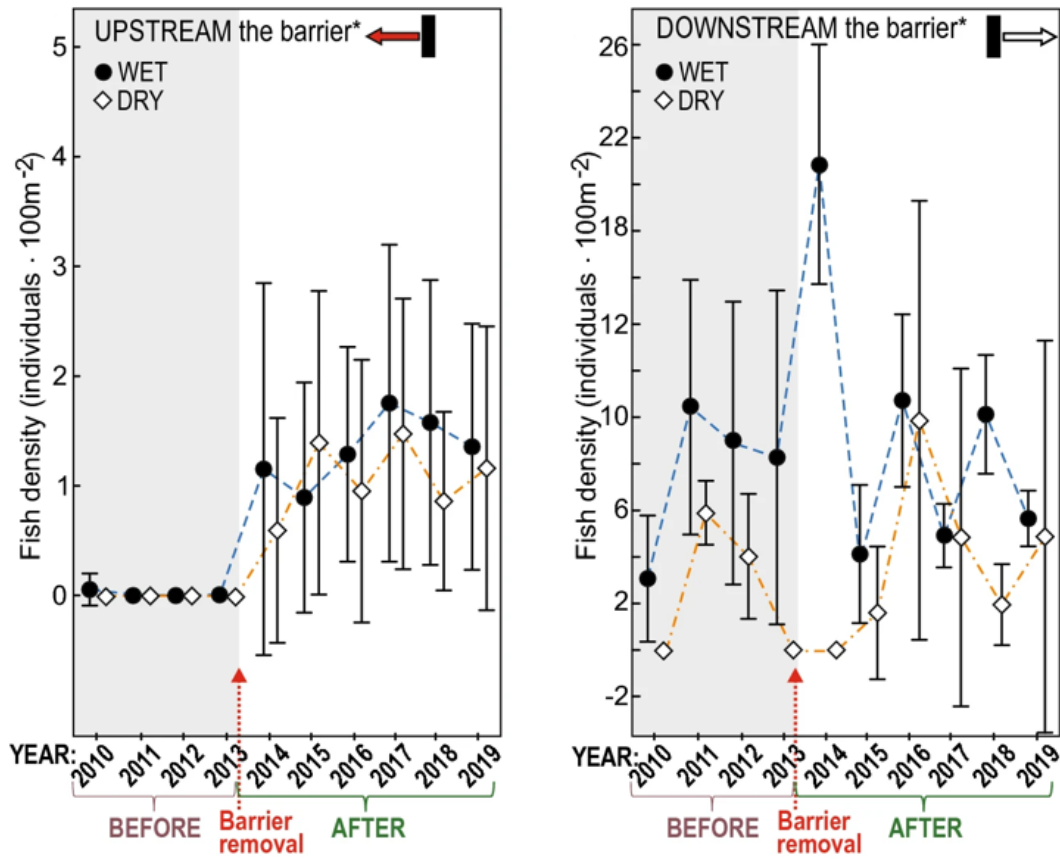 UPSTREAM the barrier*
WET
DRY
5
4
3
2
1
0
Fish density (individuals · 100m-2)
YEAR:
2010
2011
2012
2013
2014
2015
2016
2017
2018
2019
BEFORE
Barrier
removal
AFTER
DOWNSTREAM the barrier*
WET
DRY
26
22
18
12
10
6
2
-2
Fish density (individuals · 100m-2)
YEAR:
2010
2011
2012
2013
2014
2015
2016
2017
2018
2019
BEFORE
Barrier
removal
AFTER